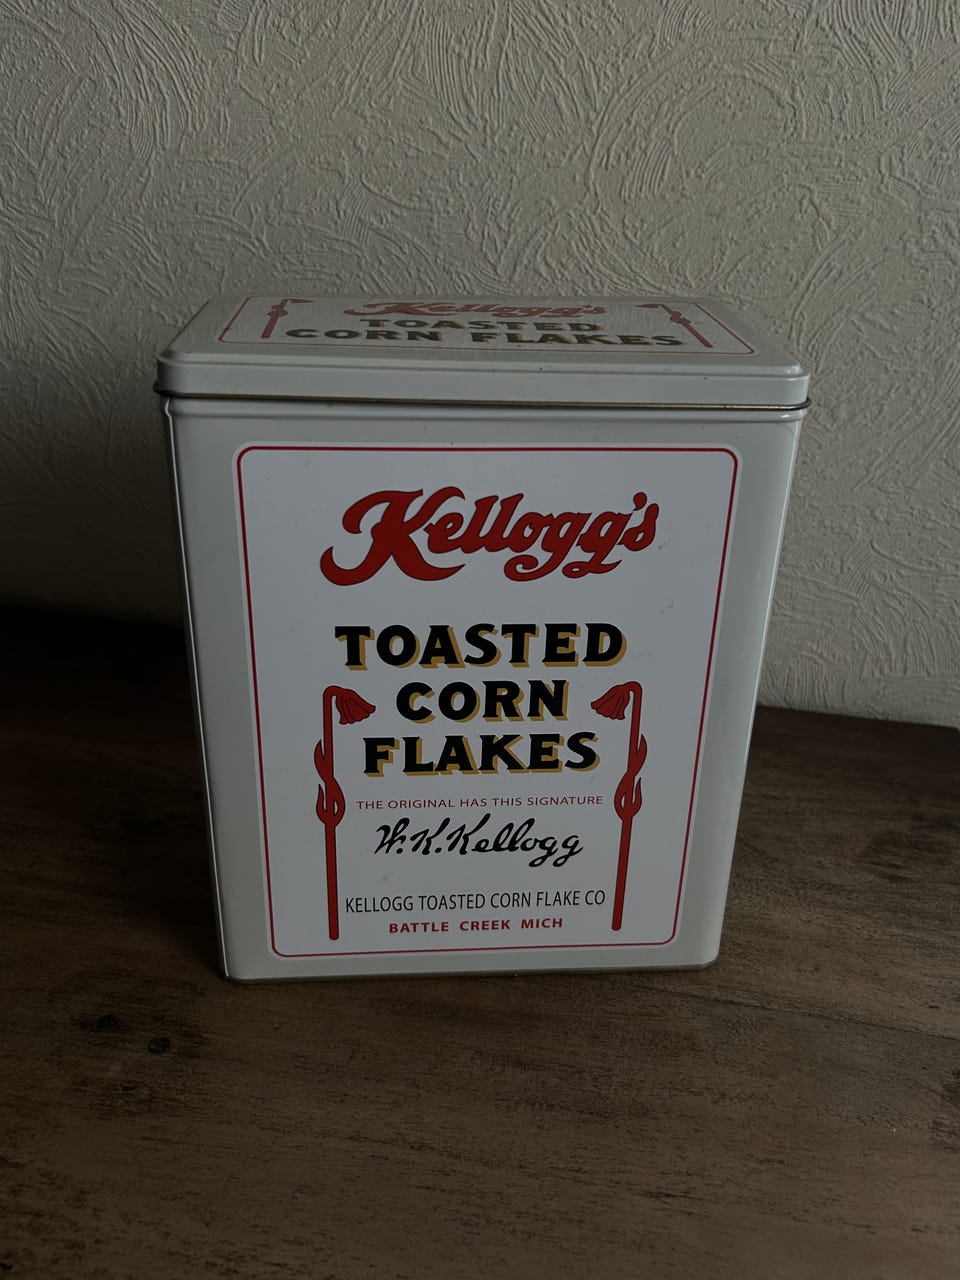 Kellogg's
TOASTED
CORN FLAKES
Kellogg's
TOASTED
CORN
FLAKES
THE ORIGINAL HAS THIS SIGNATURE
W.K.Kellogg
KELLOGG TOASTED CORN FLAKE CO
BATTLE CREEK MICH